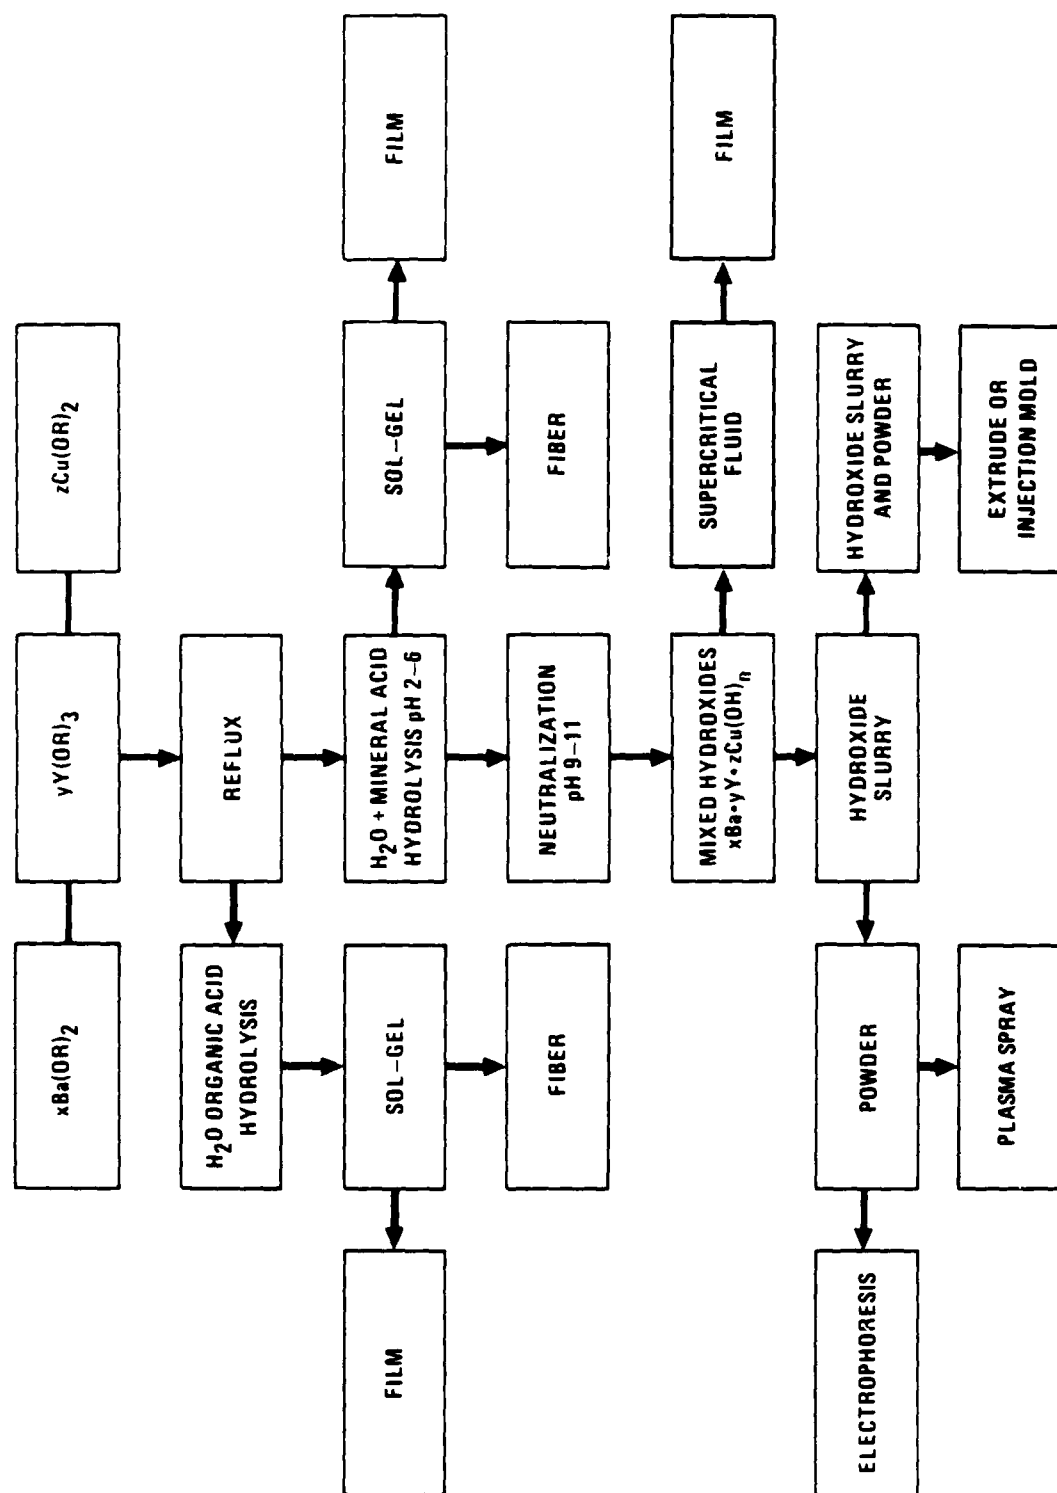 xBa(OR)2
yY(OR)3
zCu(OR)2
H2O ORGANIC ACID
HYDROLYSIS
REFLUX
FILM
SOL-GEL
H2O + MINERAL ACID
HYDROLYSIS pH 2-6
SOL-GEL
FILM
FIBER
NEUTRALIZATION
pH 9-11
FIBER
MIXED HYDROXIDES
xBa•yY•zCu(OH)n
SUPERCRITICAL
FLUID
FILM
ELECTROPHORESIS
POWDER
HYDROXIDE
SLURRY
HYDROXIDE SLURRY
AND POWDER
PLASMA SPRAY
EXTRUDE OR
INJECTION MOLD